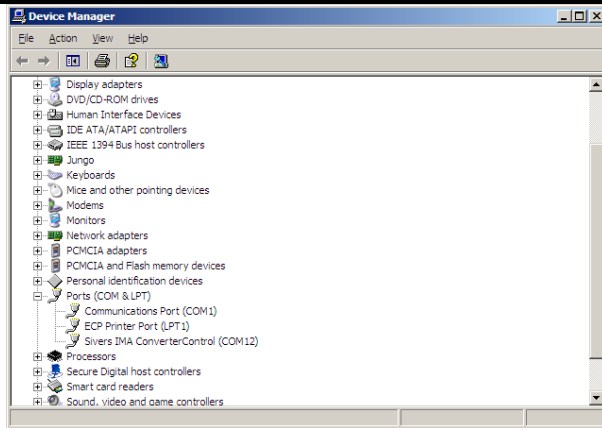 Device Manager
File Action View Help
Display adapters
DVD/CD-ROM drives
Human Interface Devices
IDE ATA/ATAPI controllers
IEEE 1394 Bus host controllers
Jungo
Keyboards
Mice and other pointing devices
Modems
Monitors
Network adapters
PCMCIA adapters
PCMCIA and Flash memory devices
Personal identification devices
Ports (COM & LPT)
Communications Port (COM1)
ECP Printer Port (LPT1)
Sivers IMA ConverterControl (COM12)
Processors
Secure Digital host controllers
Smart card readers
Sound, video and game controllers